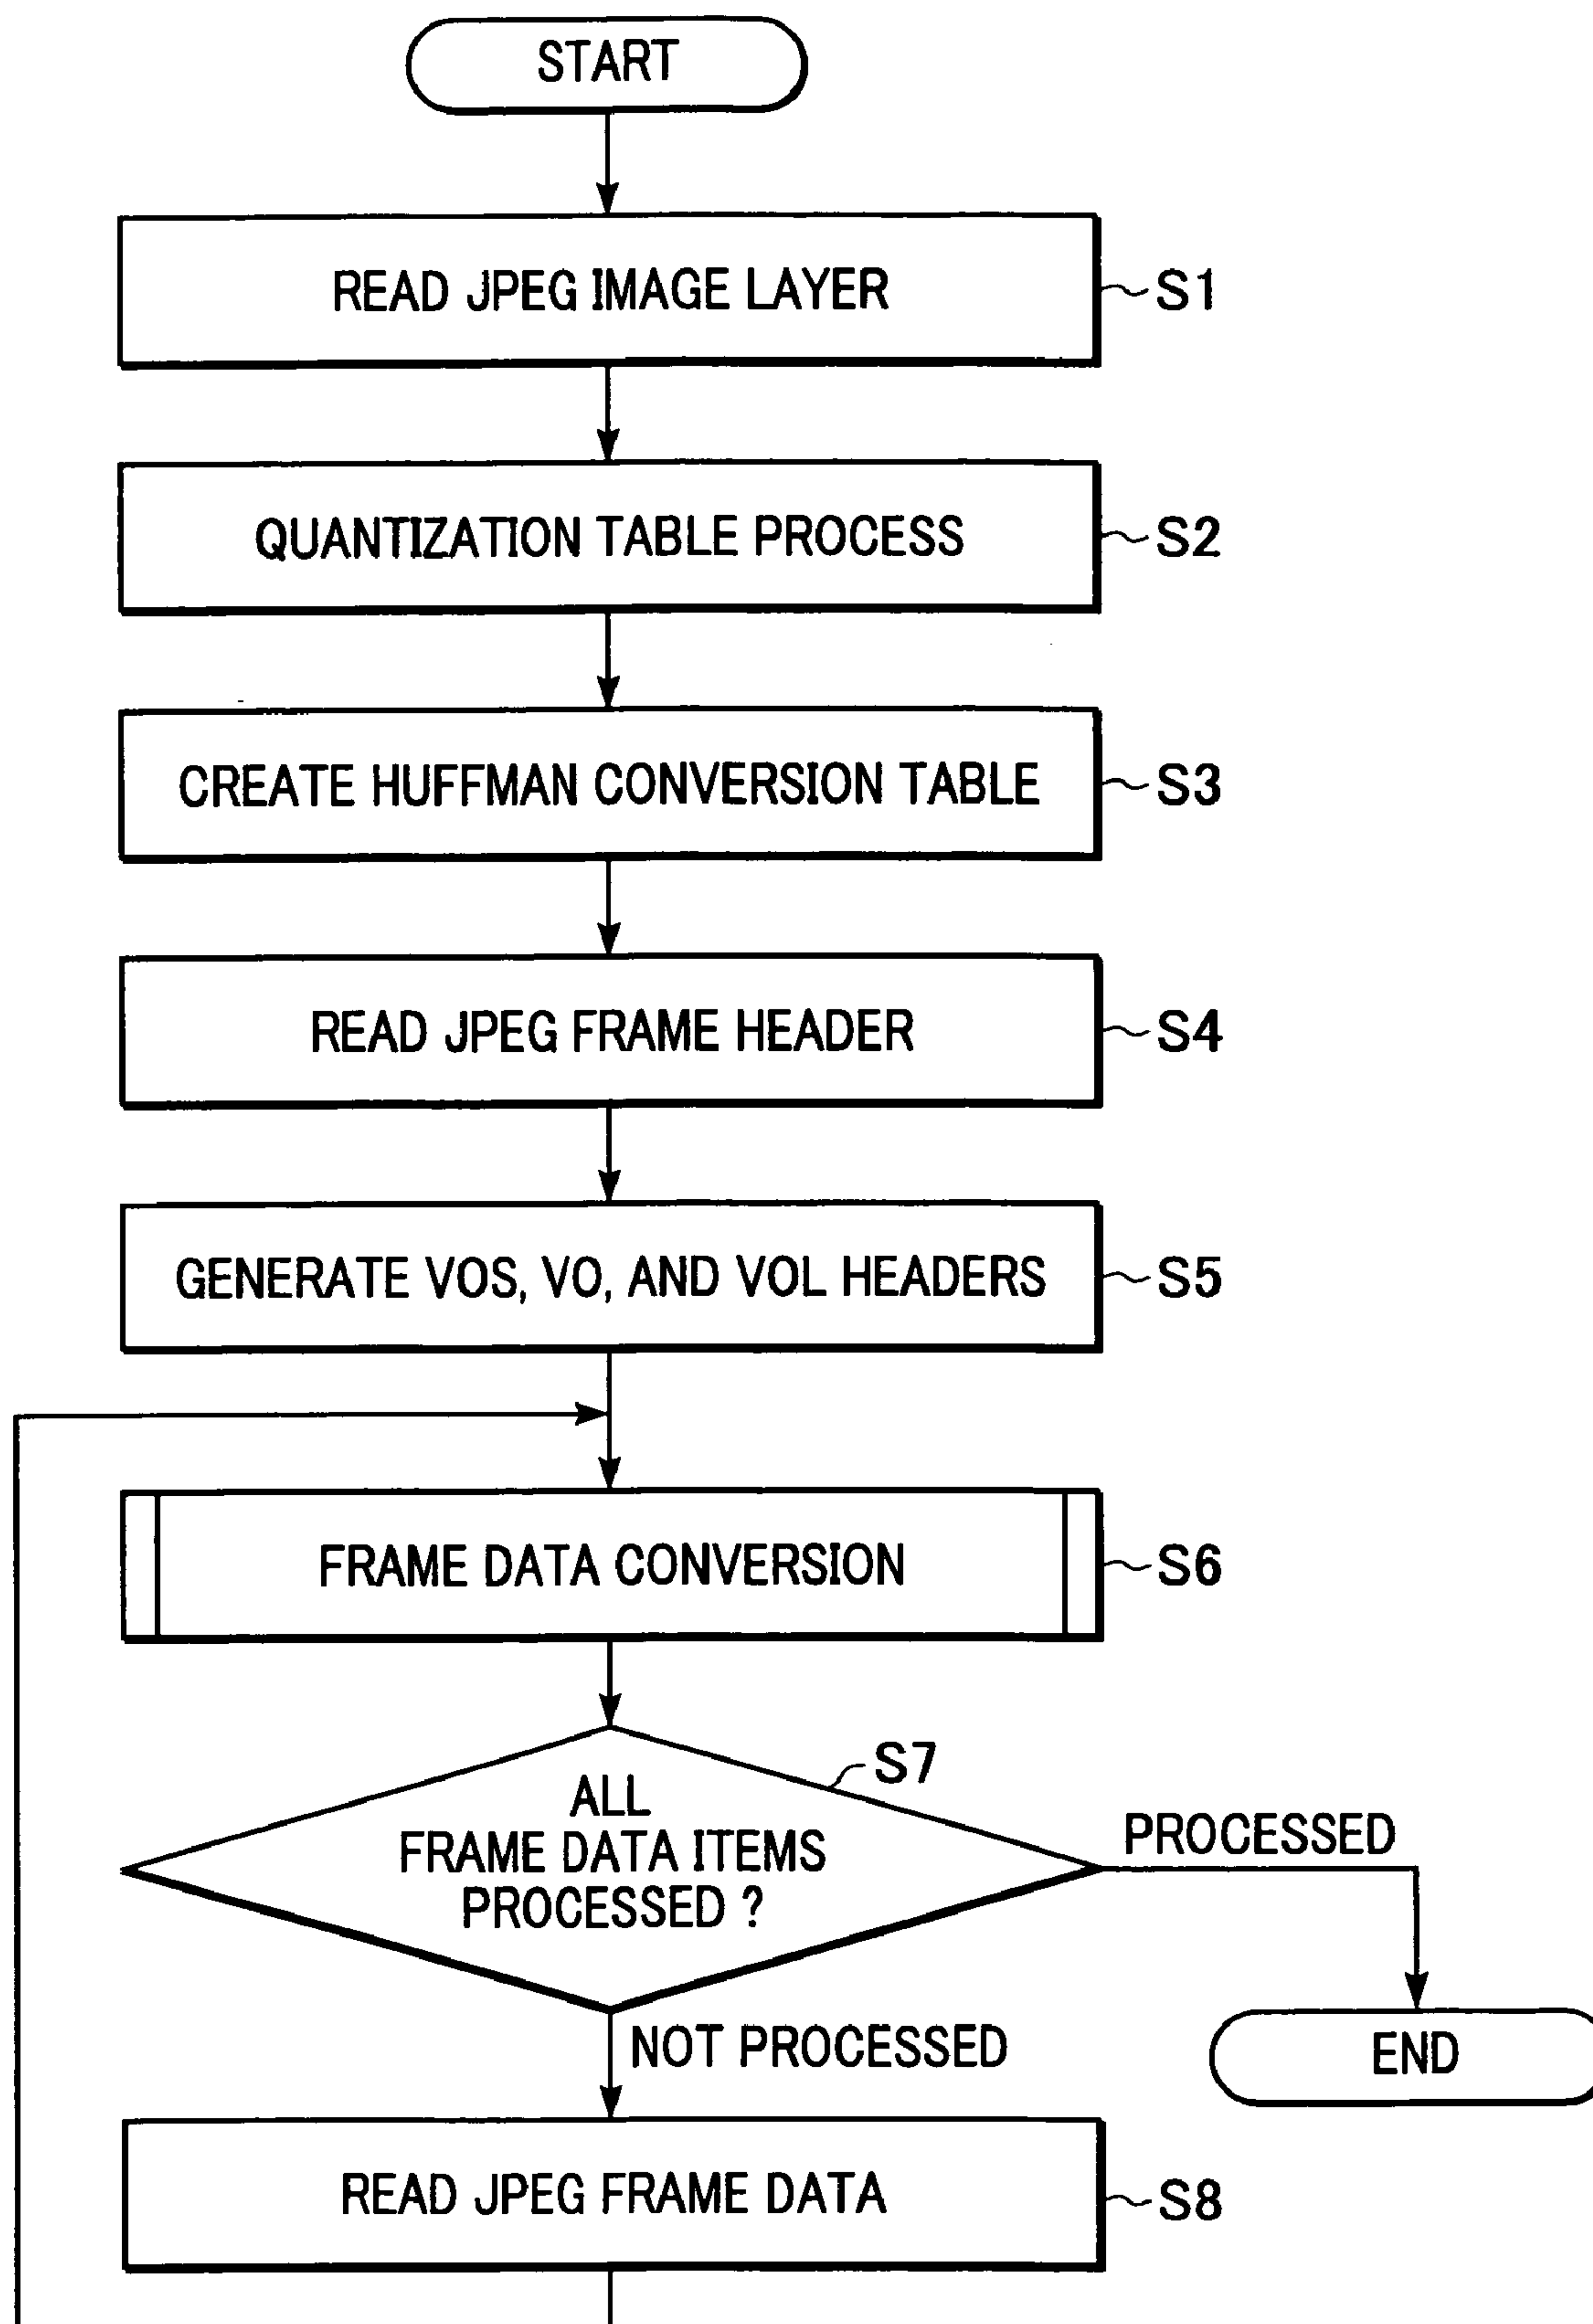 START
READ JPEG IMAGE LAYER
S1
QUANTIZATION TABLE PROCESS
S2
CREATE HUFFMAN CONVERSION TABLE
S3
READ JPEG FRAME HEADER
S4
GENERATE VOS, VO, AND VOL HEADERS
S5
FRAME DATA CONVERSION
S6
S7
ALL
FRAME DATA ITEMS
PROCESSED ?
PROCESSED
NOT PROCESSED
END
READ JPEG FRAME DATA
S8